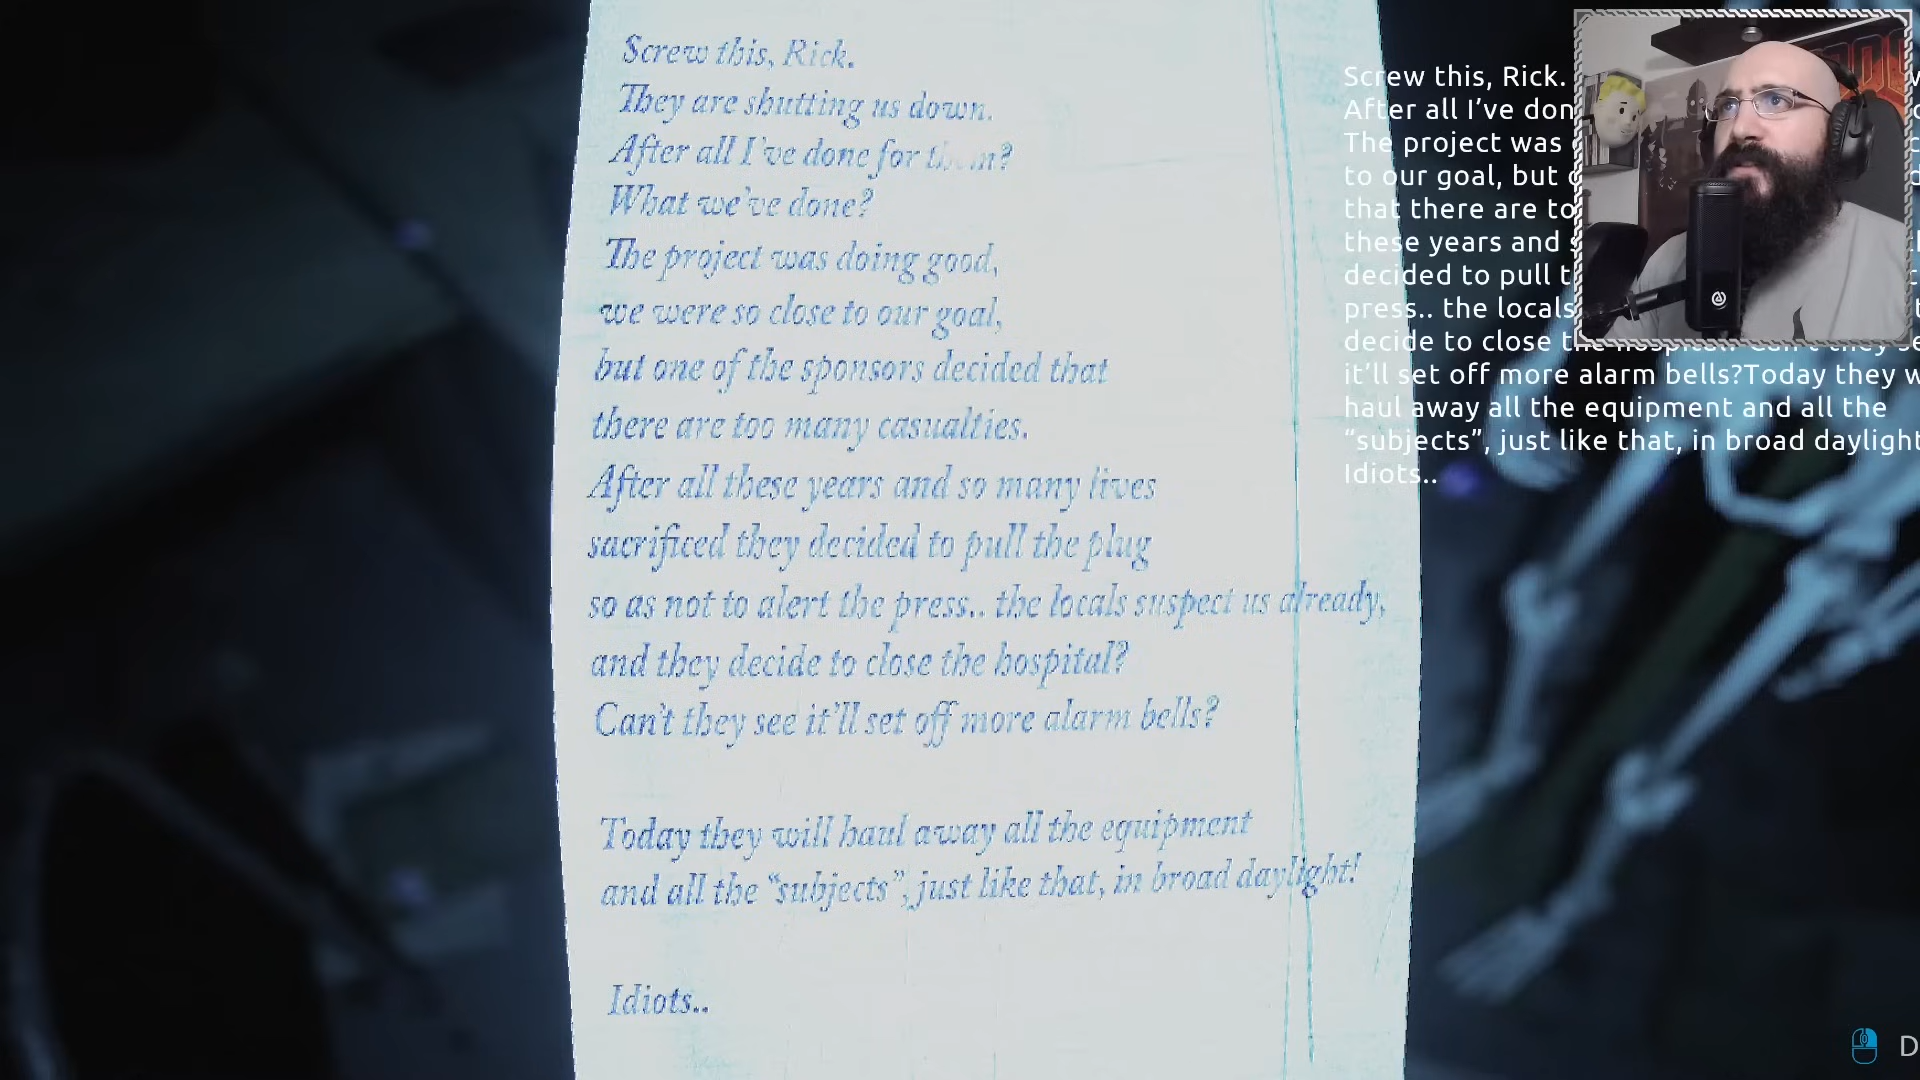 Screw this, Rick.
They are shutting us down.
After all I've done for them?
What we've done?
The project was doing good,
we were so close to our goal,
but one of the sponsors decided that
there are too many casualties.
After all these years and so many lives
sacrificed they decided to pull the plug
so as not to alert the press.. the locals suspect us already,
and they decide to close the hospital?
Can't they see it'll set off more alarm bells?
Today they will haul away all the equipment
and all the “subjects”, just like that, in broad daylight!
Idiots..
Screw this, Rick.
After all I've don
The project was
to our goal, but
that there are to
these years and
decided to pull t
press.. the locals
decide to close the hospital? Can't they se
it'll set off more alarm bells?Today they w
haul away all the equipment and all the
“subjects”, just like that, in broad daylight
Idiots..